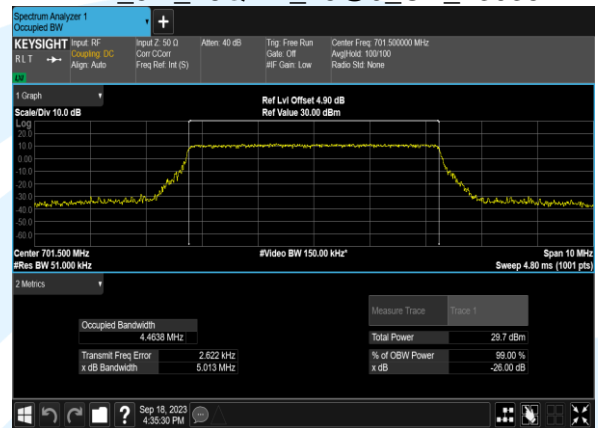 Spectrum Analyzer 1
Occupied BW
+
KEYSIGHT
RLT
Input: RF
Coupling: DC
Align: Auto
Input Z: 50 Ω
Corr CCorr
Freq Ref: Int (S)
Atten: 40 dB
Trig: Free Run
Gate: Off
#IF Gain: Low
Center Freq: 701.500000 MHz
Avg|Hold: 100/100
Radio Std: None
1 Graph
Scale/Div 10.0 dB
Ref Lvl Offset 4.90 dB
Ref Value 30.00 dBm
Log
20.0
10.0
0.00
-10.0
-20.0
-30.0
-40.0
-50.0
-60.0
Center 701.500 MHz
#Video BW 150.00 kHz*
Span 10 MHz
#Res BW 51.000 kHz
Sweep 4.80 ms (1001 pts)
2 Metrics
Measure Trace
Trace 1
Occupied Bandwidth
4.4638 MHz
Total Power
29.7 dBm
Transmit Freq Error
2.622 kHz
% of OBW Power
99.00 %
x dB Bandwidth
5.013 MHz
x dB
-26.00 dB
?
Sep 18, 2023
4:35:30 PM